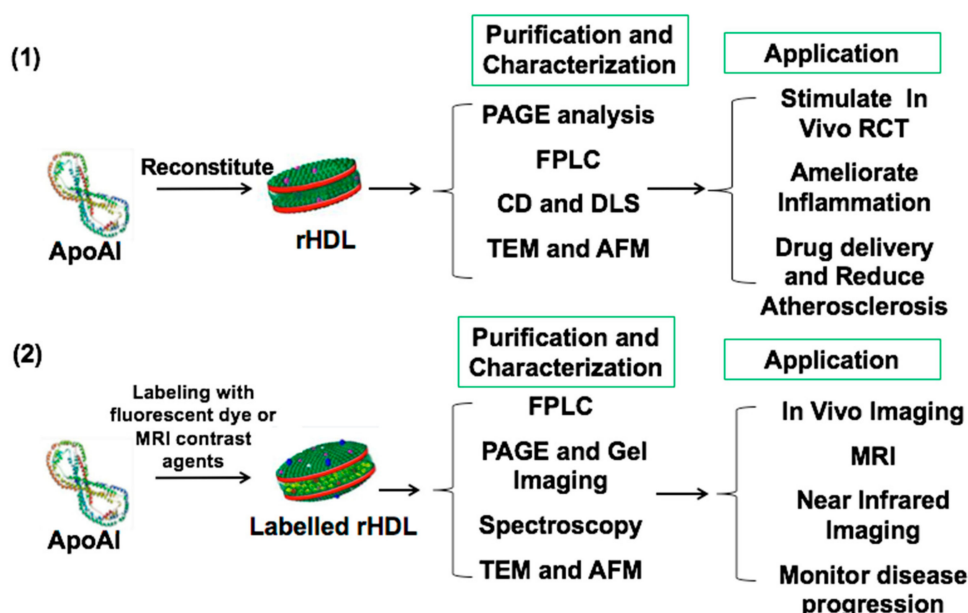 (1)
ApoAI
Reconstitute
rHDL
Purification and
Characterization
PAGE analysis
FPLC
CD and DLS
TEM and AFM
Application
Stimulate In
Vivo RCT
Ameliorate
Inflammation
Drug delivery
and Reduce
Atherosclerosis
(2)
ApoAI
Labeling with
fluorescent dye or
MRI contrast
agents
Labelled rHDL
Purification and
Characterization
FPLC
PAGE and Gel
Imaging
Spectroscopy
TEM and AFM
Application
In Vivo Imaging
MRI
Near Infrared
Imaging
Monitor disease
progression